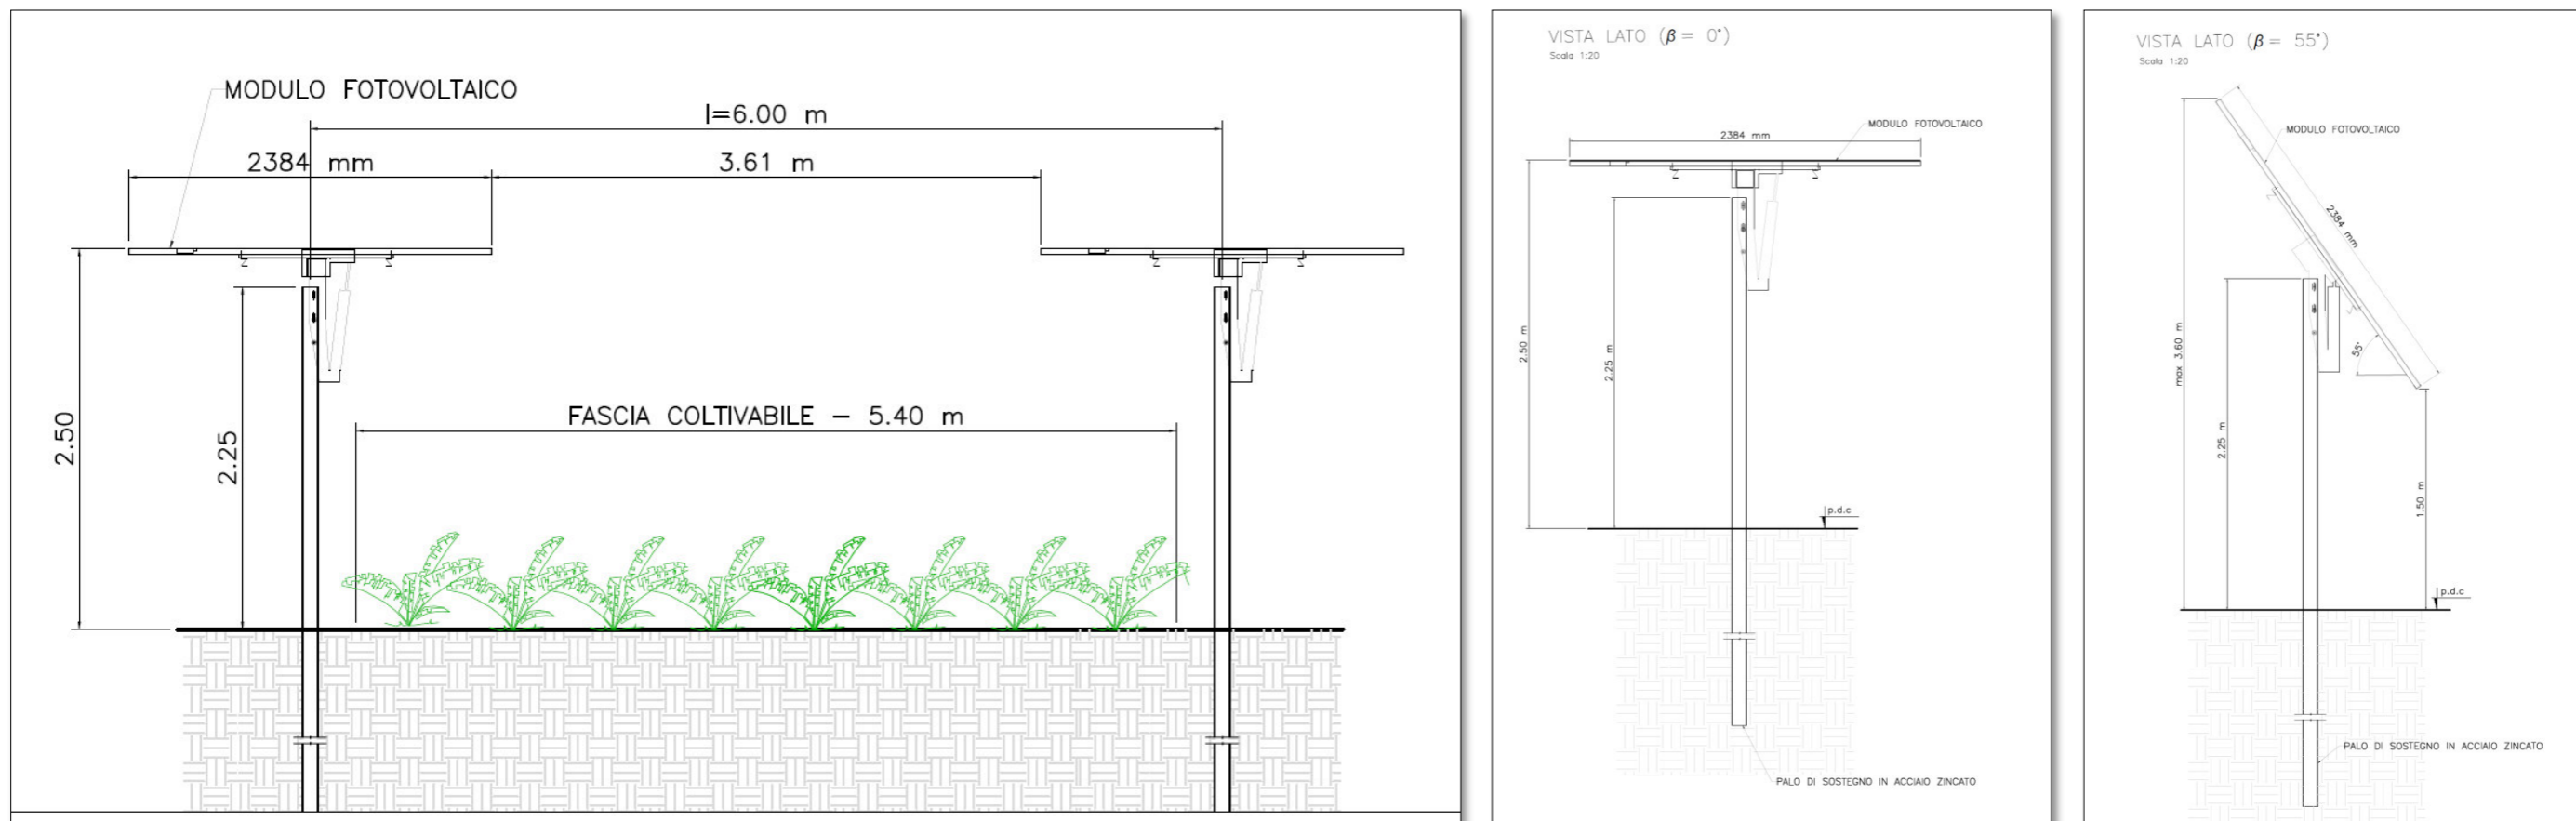 MODULO FOTOVOLTAICO
l=6.00 m
2384 mm
3.61 m
2.50
2.25
FASCIA COLTIVABILE – 5.40 m
VISTA LATO (β = 0°)
Scala 1:20
MODULO FOTOVOLTAICO
2384 mm
2.50 m
2.25 m
p.d.c
PALO DI SOSTEGNO IN ACCIAIO ZINCATO
VISTA LATO (β = 55°)
Scala 1:20
MODULO FOTOVOLTAICO
2384 mm
max 3.60 m
2.25 m
55°
1.50 m
p.d.c
PALO DI SOSTEGNO IN ACCIAIO ZINCATO